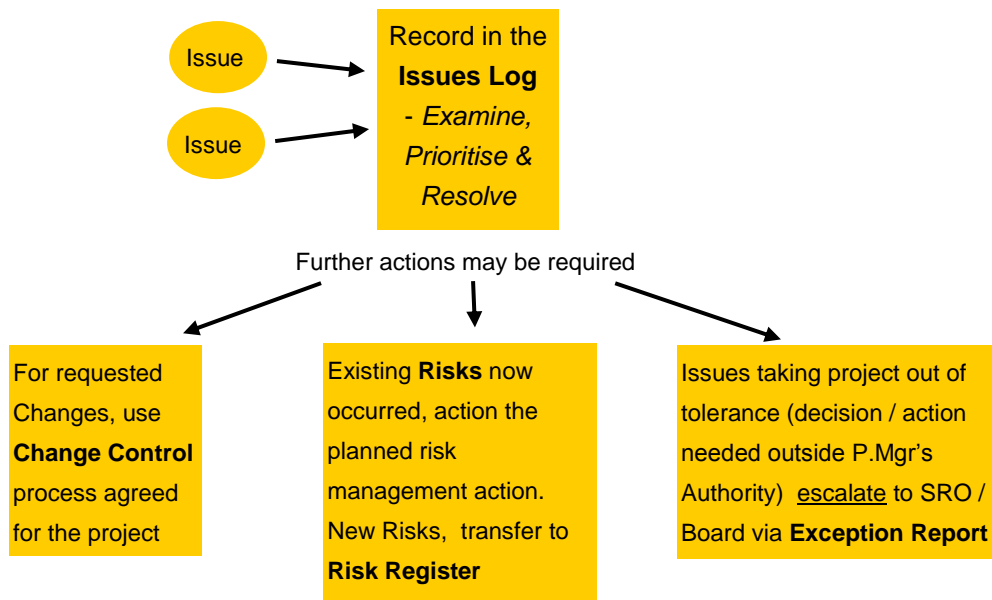 Issue
Issue
Record in the
Issues Log
- Examine,
Prioritise &
Resolve
Further actions may be required
For requested
Changes, use
Change Control
process agreed
for the project
Existing Risks now
occurred, action the
planned risk
management action.
New Risks, transfer to
Risk Register
Issues taking project out of
tolerance (decision / action
needed outside P.Mgr's
Authority) escalate to SRO /
Board via Exception Report